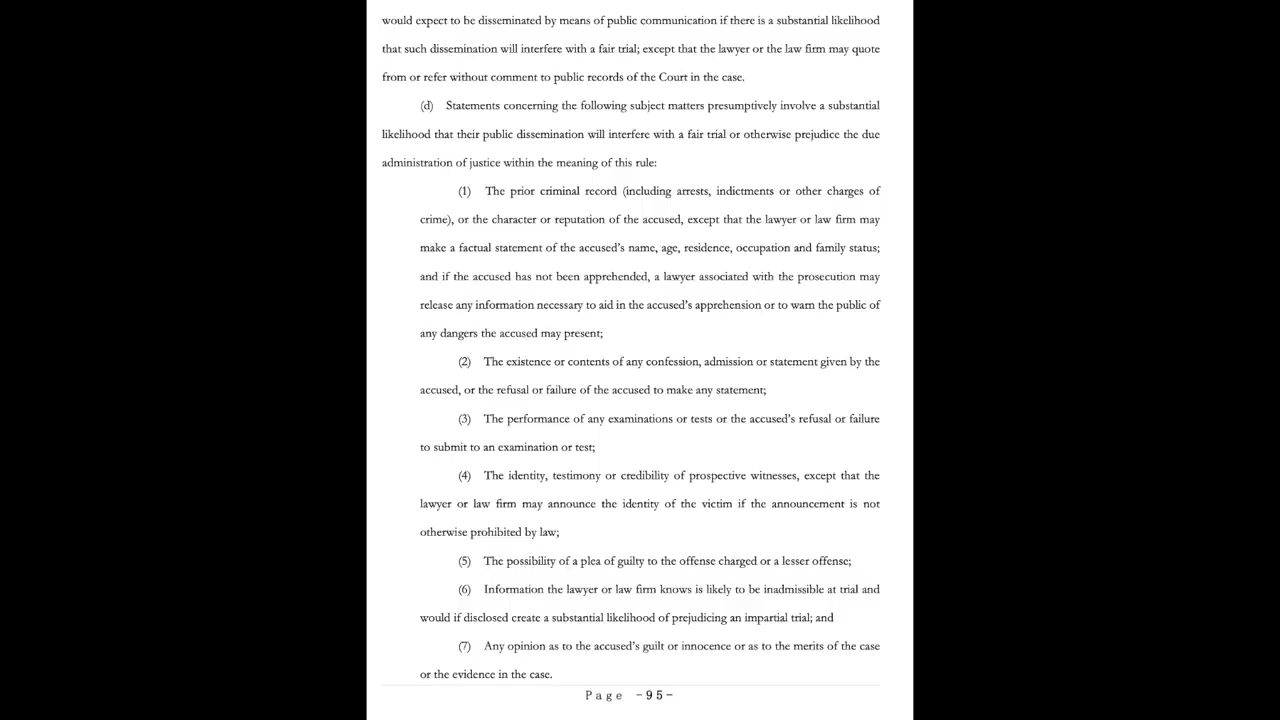 would expect to be disseminated by means of public communication if there is a substantial likelihood
that such dissemination will interfere with a fair trial; except that the lawyer or the law firm may quote
from or refer without comment to public records of the Court in the case.
(d) Statements concerning the following subject matters presumptively involve a substantial
likelihood that their public dissemination will interfere with a fair trial or otherwise prejudice the due
administration of justice within the meaning of this rule:
(1) The prior criminal record (including arrests, indictments or other charges of
crime), or the character or reputation of the accused, except that the lawyer or law firm may
make a factual statement of the accused's name, age, residence, occupation and family status;
and if the accused has not been apprehended, a lawyer associated with the prosecution may
release any information necessary to aid in the accused's apprehension or to warn the public of
any dangers the accused may present;
(2) The existence or contents of any confession, admission or statement given by the
accused, or the refusal or failure of the accused to make any statement;
(3) The performance of any examinations or tests or the accused's refusal or failure
to submit to an examination or test;
(4) The identity, testimony or credibility of prospective witnesses, except that the
lawyer or law firm may announce the identity of the victim if the announcement is not
otherwise prohibited by law;
(5) The possibility of a plea of guilty to the offense charged or a lesser offense;
(6) Information the lawyer or law firm knows is likely to be inadmissible at trial and
would if disclosed create a substantial likelihood of prejudicing an impartial trial; and
(7) Any opinion as to the accused's guilt or innocence or as to the merits of the case
or the evidence in the case.
Page -95-